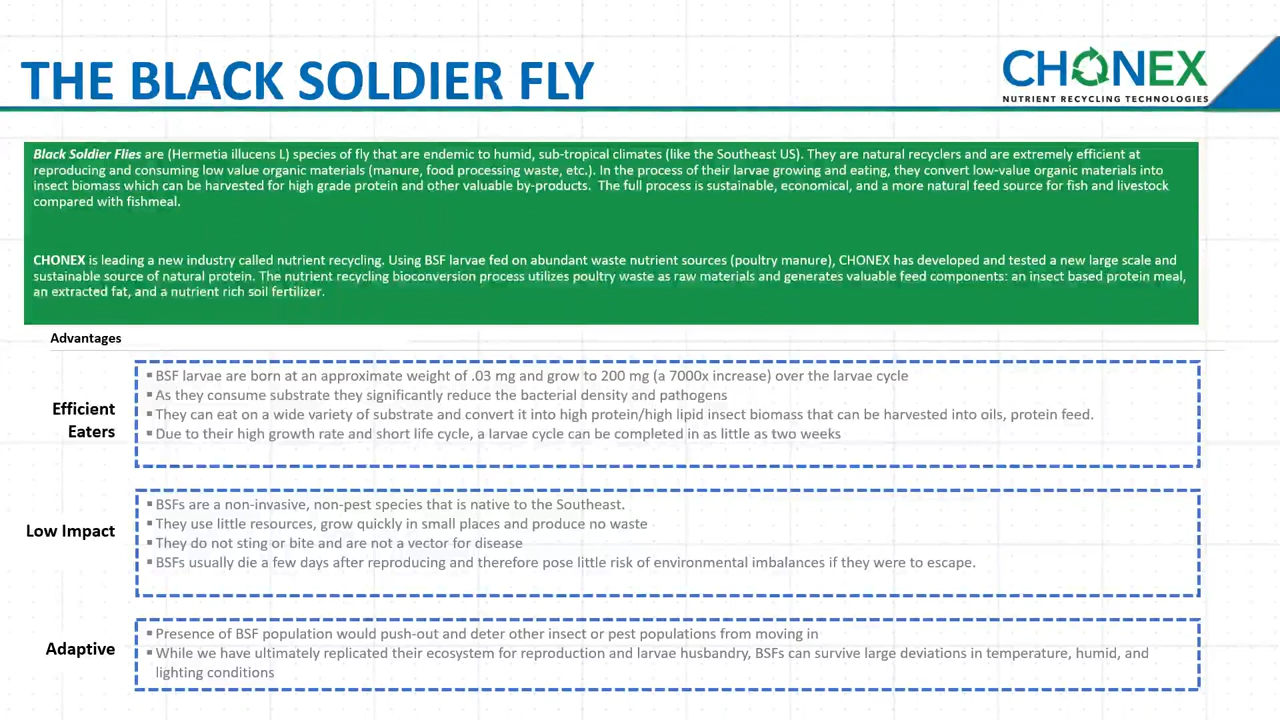 THE BLACK SOLDIER FLY
CHONEX
NUTRIENT RECYCLING TECHNOLOGIES
Black Soldier Flies are (Hermetia illucens L) species of fly that are endemic to humid, sub-tropical climates (like the Southeast US). They are natural recyclers and are extremely efficient at
reproducing and consuming low value organic materials (manure, food processing waste, etc.). In the process of their larvae growing and eating, they convert low-value organic materials into
insect biomass which can be harvested for high grade protein and other valuable by-products. The full process is sustainable, economical, and a more natural feed source for fish and livestock
compared with fishmeal.
CHONEX is leading a new industry called nutrient recycling. Using BSF larvae fed on abundant waste nutrient sources (poultry manure), CHONEX has developed and tested a new large scale and
sustainable source of natural protein. The nutrient recycling bioconversion process utilizes poultry waste as raw materials and generates valuable feed components: an insect based protein meal,
an extracted fat, and a nutrient rich soil fertilizer.
Advantages
Efficient
Eaters
▪ BSF larvae are born at an approximate weight of .03 mg and grow to 200 mg (a 7000x increase) over the larvae cycle
▪ As they consume substrate they significantly reduce the bacterial density and pathogens
▪ They can eat on a wide variety of substrate and convert it into high protein/high lipid insect biomass that can be harvested into oils, protein feed.
▪ Due to their high growth rate and short life cycle, a larvae cycle can be completed in as little as two weeks
Low Impact
▪ BSFs are a non-invasive, non-pest species that is native to the Southeast.
▪ They use little resources, grow quickly in small places and produce no waste
▪ They do not sting or bite and are not a vector for disease
▪ BSFs usually die a few days after reproducing and therefore pose little risk of environmental imbalances if they were to escape.
Adaptive
▪ Presence of BSF population would push-out and deter other insect or pest populations from moving in
▪ While we have ultimately replicated their ecosystem for reproduction and larvae husbandry, BSFs can survive large deviations in temperature, humid, and
lighting conditions